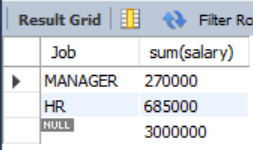 Result Grid Filter Ro
Job sum(salary)
MANAGER 270000
HR 685000
NULL 3000000